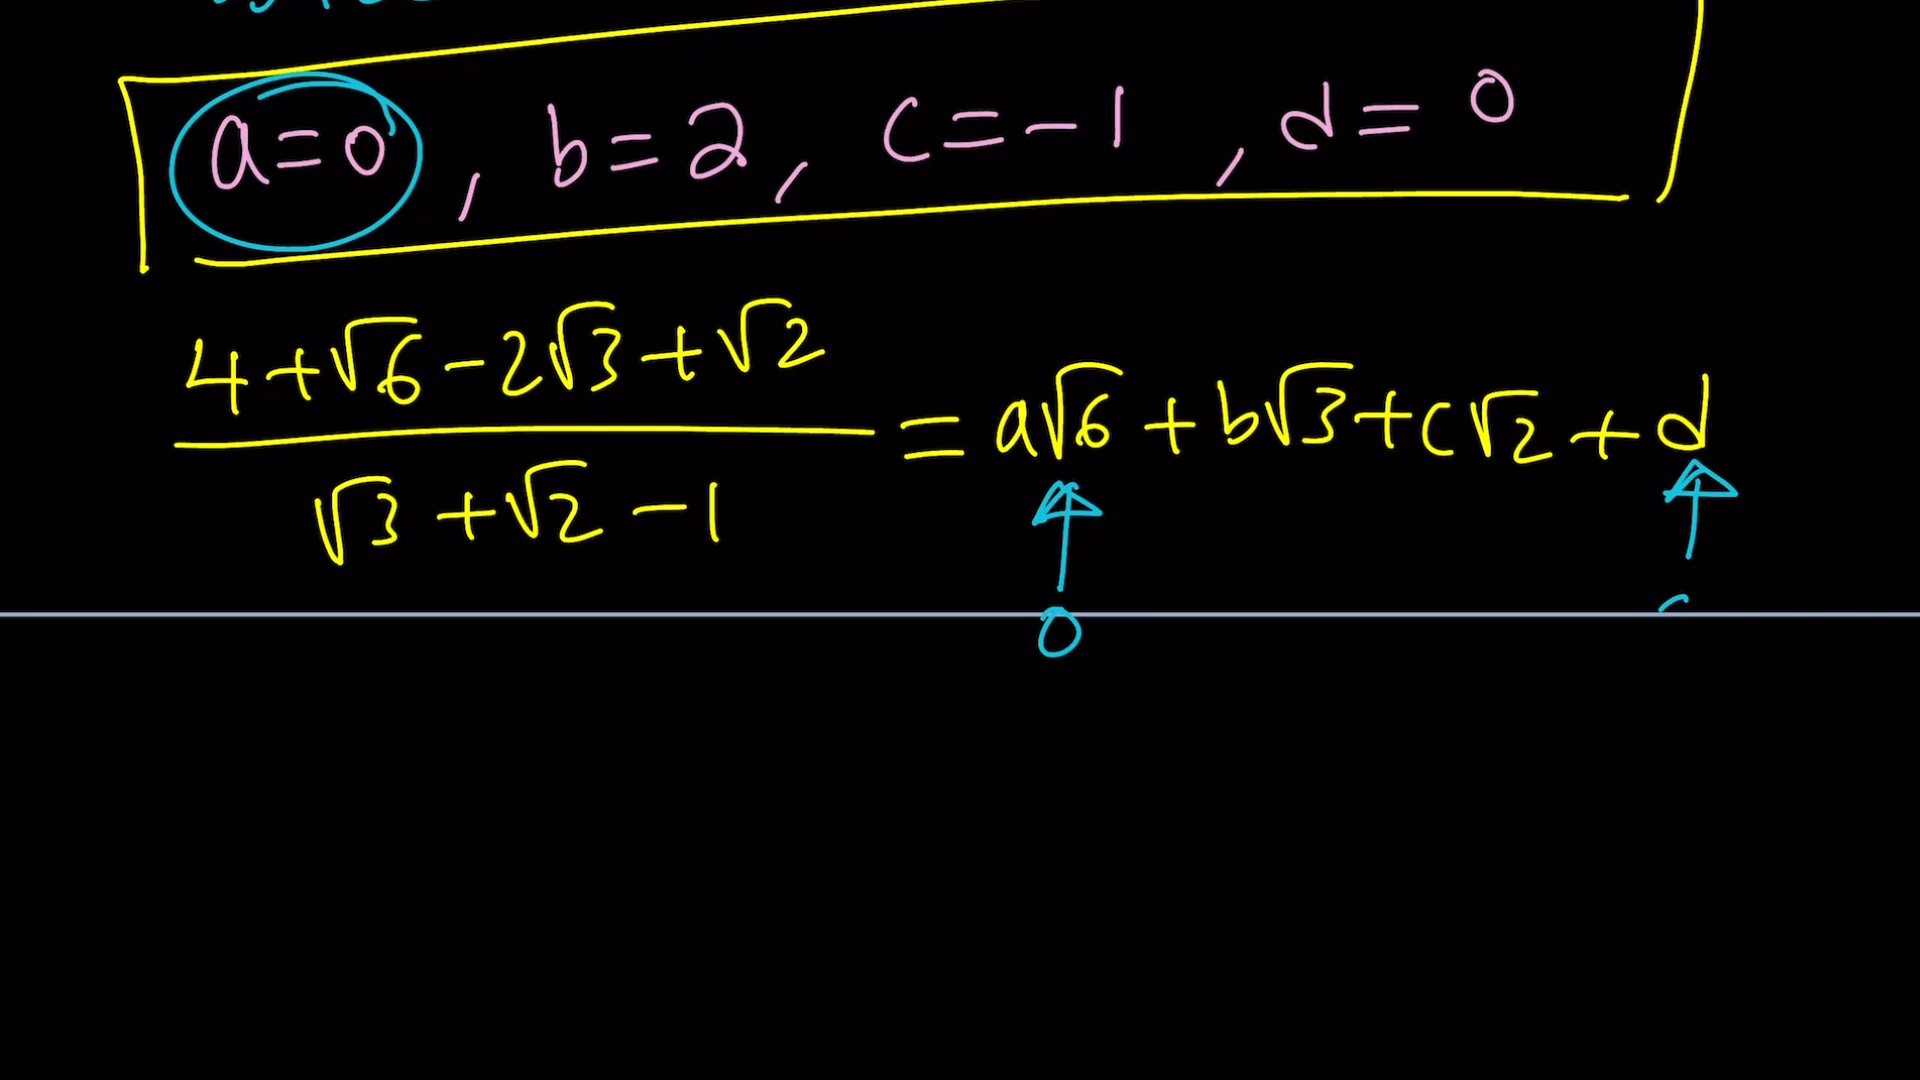 a=0, b=2, c=-1, d=0
4+√6-2√3+√2
= a√6+b√3+c√2+d
√3+√2-1
0